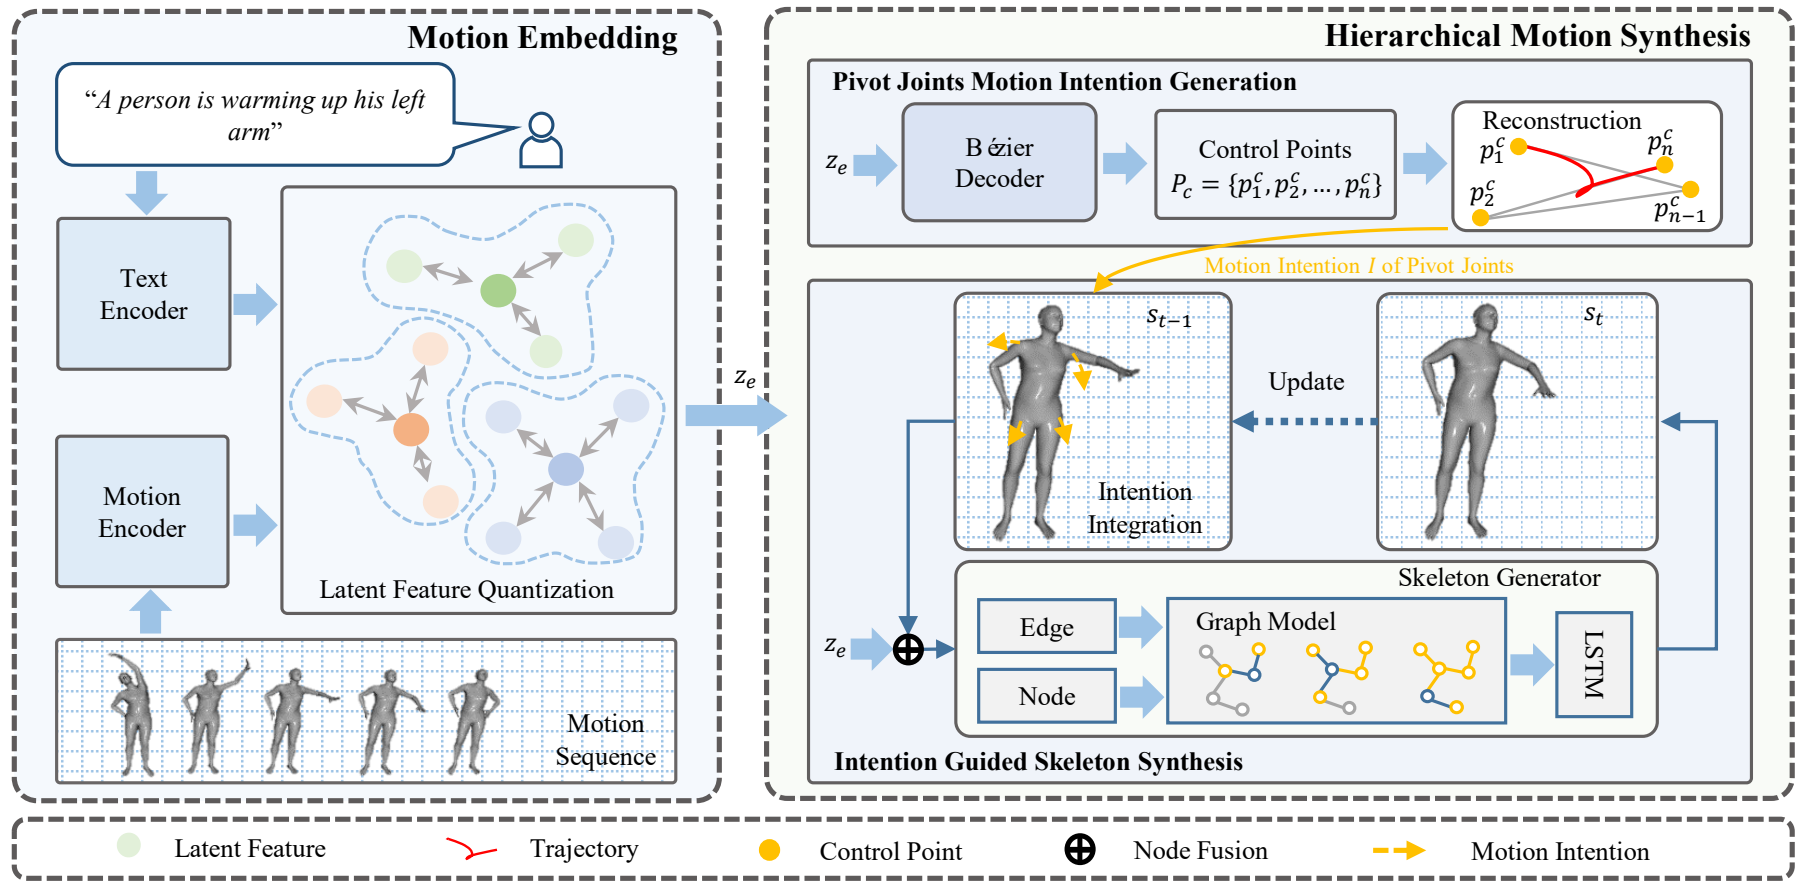 Motion Embedding
“A person is warming up his left
arm”
Text
Encoder
Motion
Encoder
Latent Feature Quantization
Motion
Sequence
z_e
Hierarchical Motion Synthesis
Pivot Joints Motion Intention Generation
z_e
Bézier
Decoder
Control Points
P_c = {p_1^c, p_2^c, …, p_n^c}
Reconstruction
p_1^c
p_n^c
p_2^c
p_{n−1}^c
Motion Intention I of Pivot Joints
s_{t−1}
s_t
Update
Intention
Integration
Skeleton Generator
z_e
Edge
Node
Graph Model
LSTM
Intention Guided Skeleton Synthesis
Latent Feature
Trajectory
Control Point
Node Fusion
Motion Intention